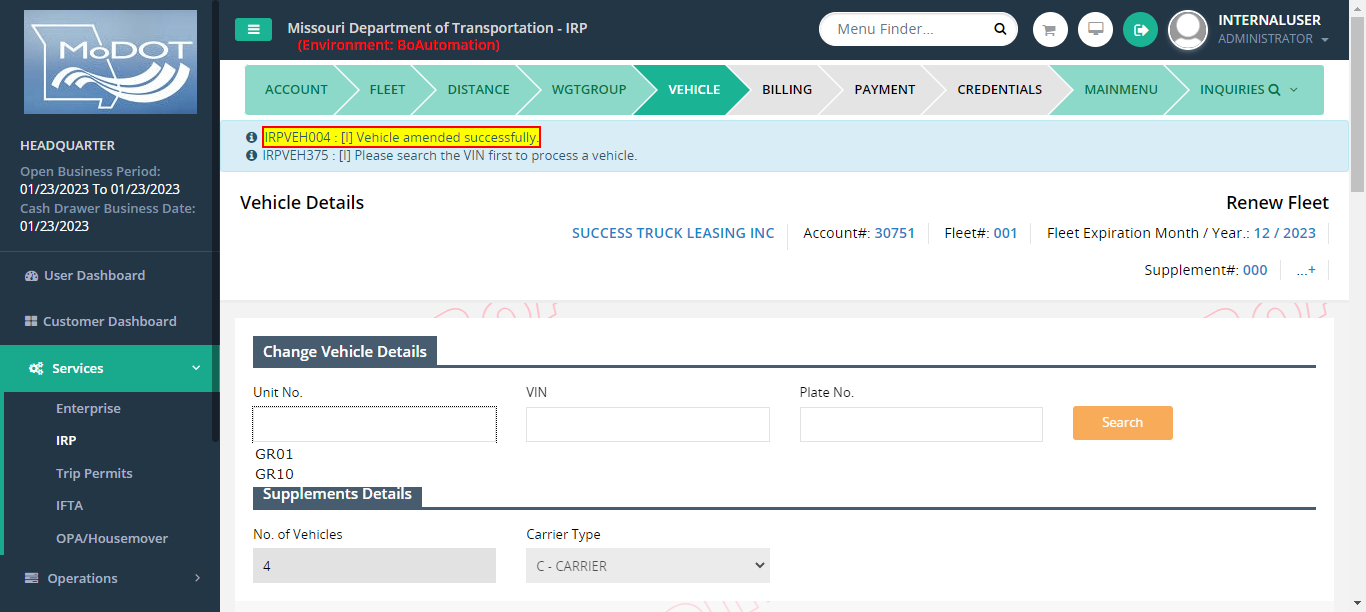 MoDOT
HEADQUARTER
Open Business Period:
01/23/2023 To 01/23/2023
Cash Drawer Business Date:
01/23/2023
User Dashboard
Customer Dashboard
Services
Enterprise
IRP
Trip Permits
IFTA
OPA/Housemover
Operations
Missouri Department of Transportation - IRP
(Environment: BoAutomation)
Menu Finder...
INTERNALUSER
ADMINISTRATOR
ACCOUNT FLEET DISTANCE WGTGROUP VEHICLE BILLING PAYMENT CREDENTIALS MAINMENU INQUIRIES
IRPVEH004 : [I] Vehicle amended successfully.
IRPVEH375 : [I] Please search the VIN first to process a vehicle.
Vehicle Details Renew Fleet
SUCCESS TRUCK LEASING INC Account#: 30751 Fleet#: 001 Fleet Expiration Month / Year.: 12 / 2023
Supplement#: 000 ...+
Change Vehicle Details
Unit No. VIN Plate No.
Search
GR01
GR10
Supplements Details
No. of Vehicles Carrier Type
4 C - CARRIER